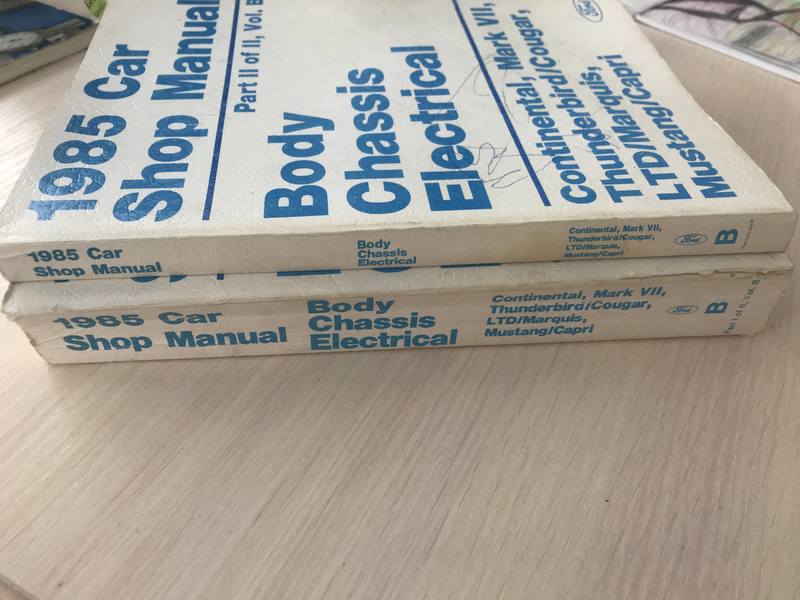 1985 Car
Shop Manual
Part II of II, Vol. B
Body
Chassis
Electrical
Continental, Mark VII,
Thunderbird/Cougar,
LTD/Marquis,
Mustang/Capri
1985 Car
Shop Manual
Body
Chassis
Electrical
Continental, Mark VII,
Thunderbird/Cougar,
LTD/Marquis,
Mustang/Capri
Ford
B
1985 Car
Shop Manual
Body
Chassis
Electrical
Continental, Mark VII,
Thunderbird/Cougar,
LTD/Marquis,
Mustang/Capri
Ford
B
Part I of II, Vol. B